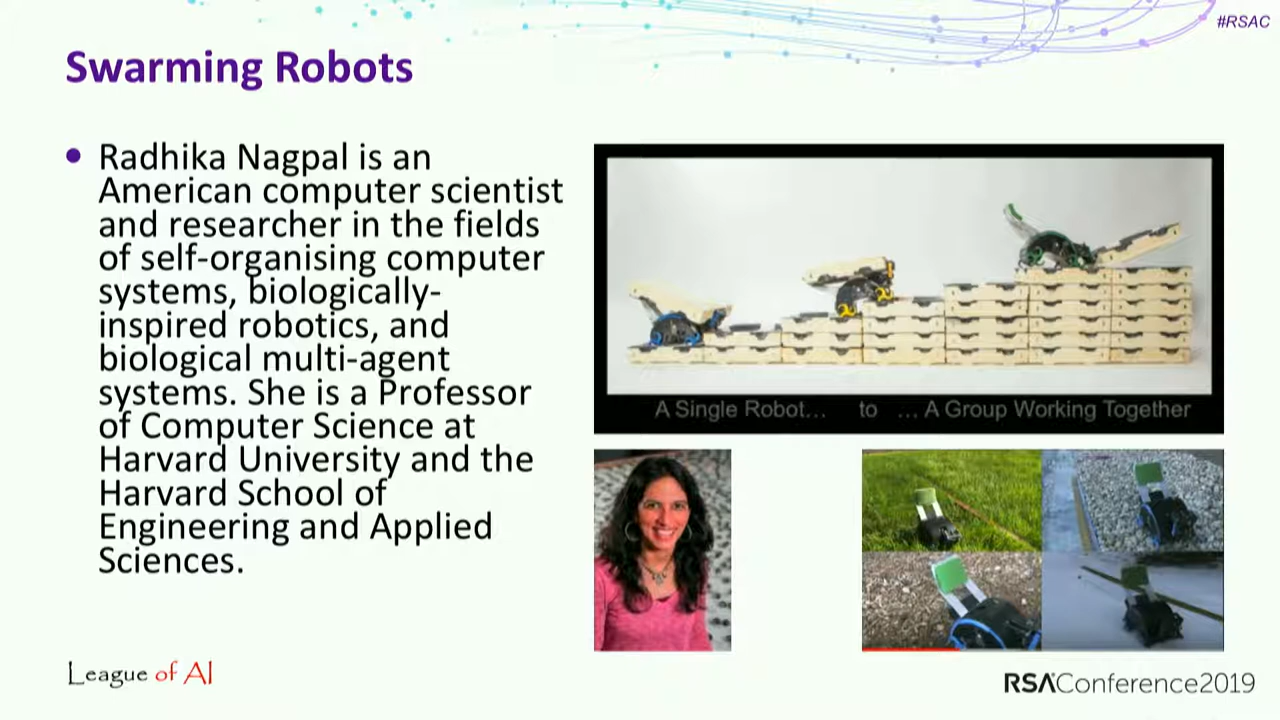 #RSAC
Swarming Robots
• Radhika Nagpal is an
American computer scientist
and researcher in the fields
of self-organising computer
systems, biologically-
inspired robotics, and
biological multi-agent
systems. She is a Professor
of Computer Science at
Harvard University and the
Harvard School of
Engineering and Applied
Sciences.
A Single Robot... to ... A Group Working Together
League of AI
RSAConference2019